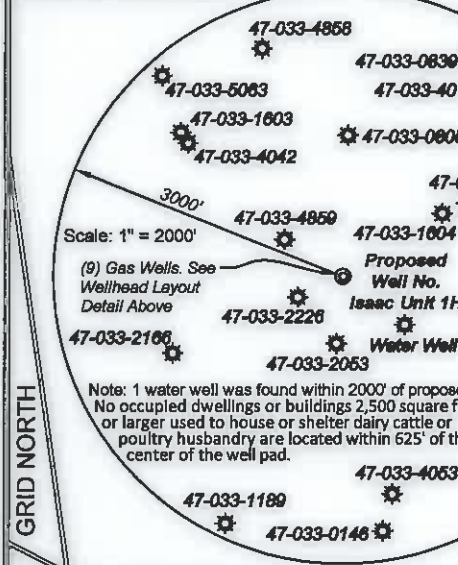 47-033-4858
47-033-0839
47-033-5063
47-033-40
47-033-1603
47-033-0808
47-033-4042
3000'
47-033-4859
47-033-1604
Scale: 1" = 2000'
(9) Gas Wells. See
Wellhead Layout
Detail Above
Proposed
Well No.
Isaac Unit 1H
47-033-2226
47-033-2166
Water Well
47-033-2053
Note: 1 water well was found within 2000' of propose
No occupied dwellings or buildings 2,500 square f
or larger used to house or shelter dairy cattle or
poultry husbandry are located within 625' of th
center of the well pad.
GRID NORTH
47-033-4053
47-033-1189
47-033-0146